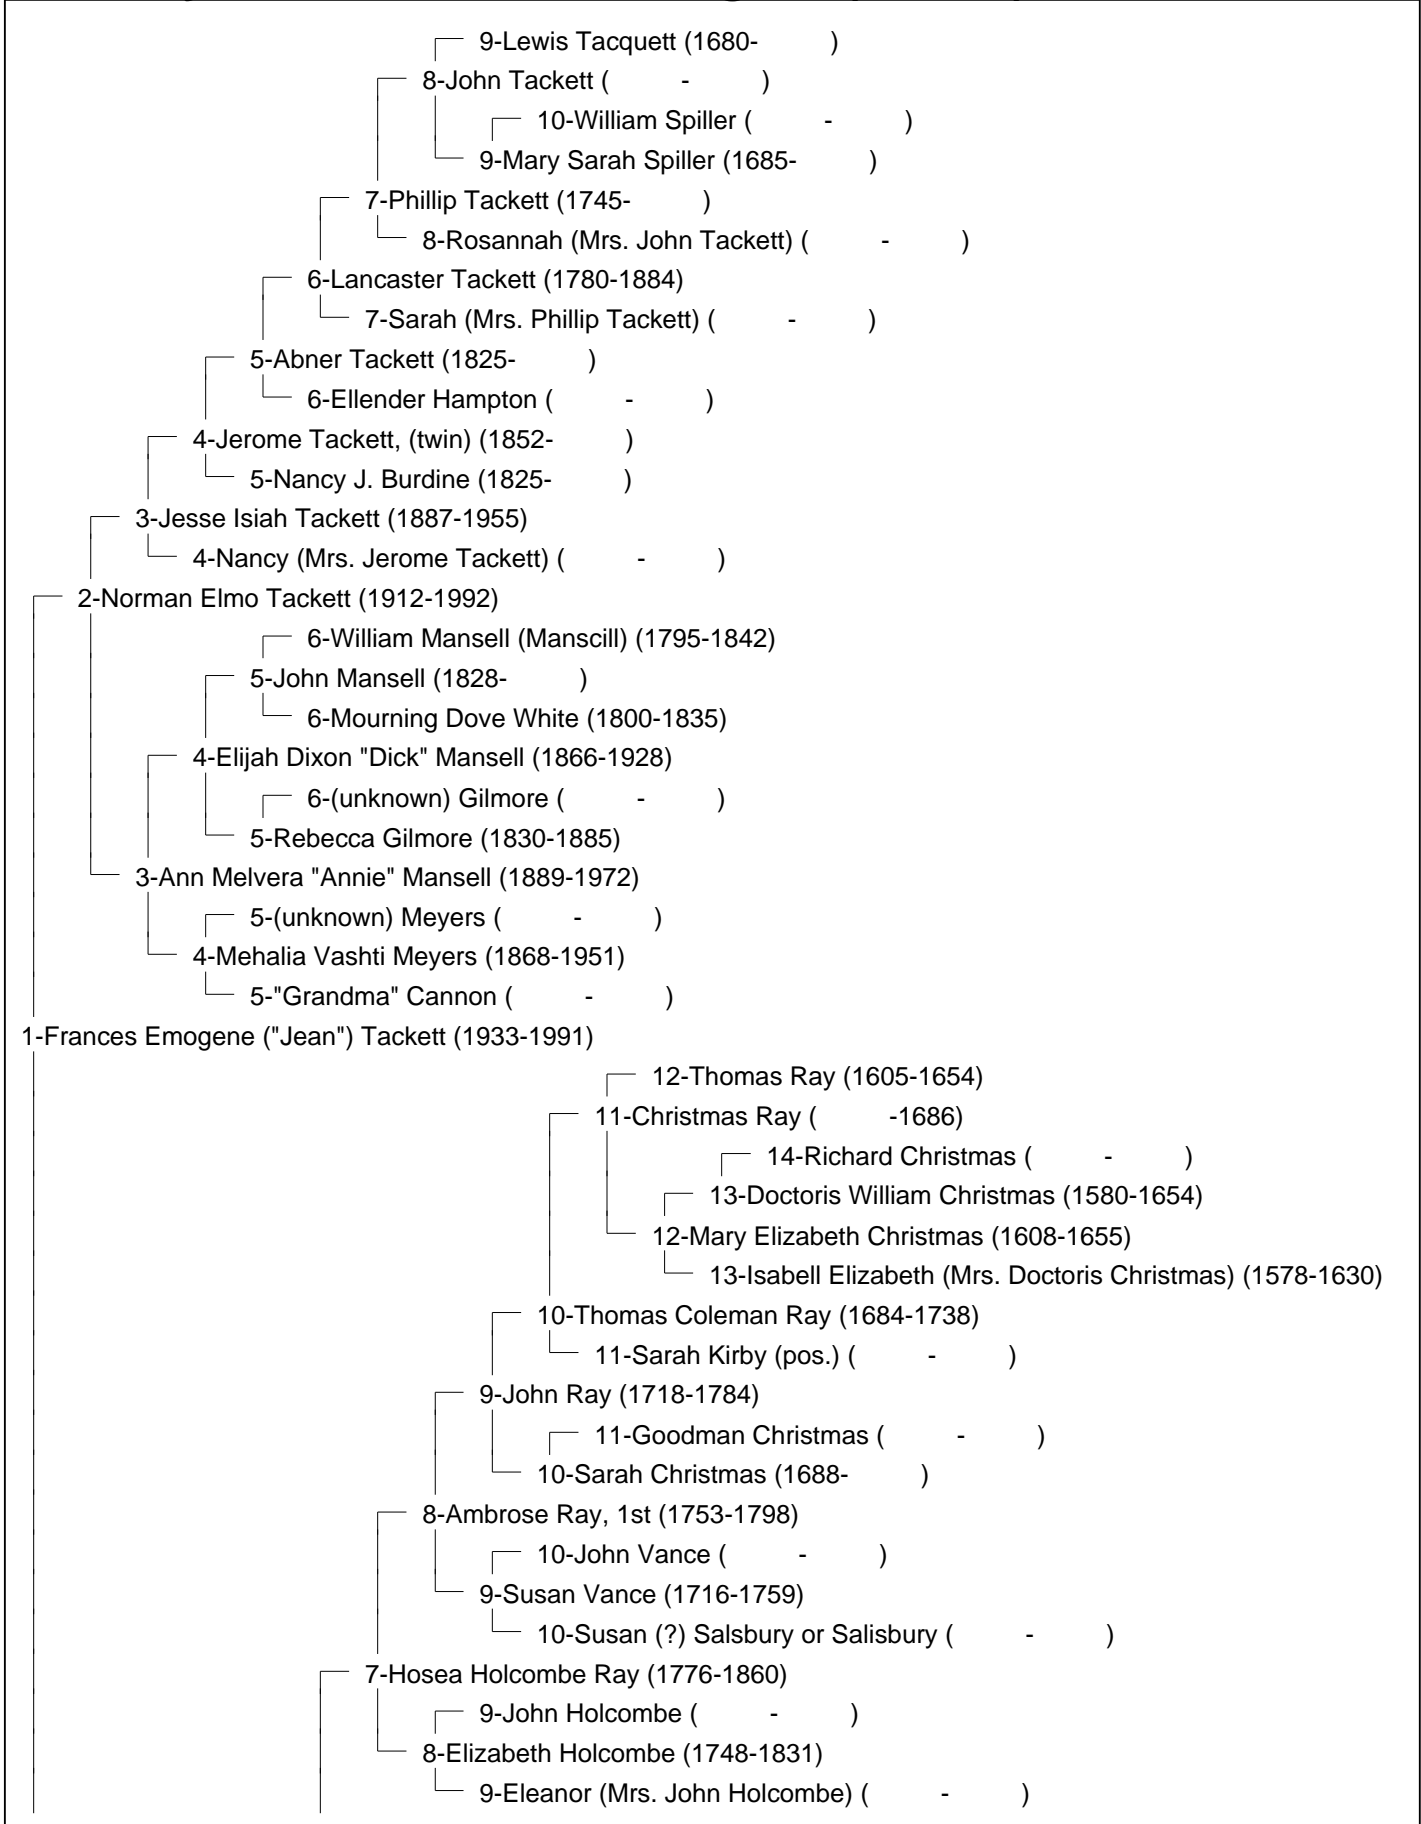 9-Lewis Tacquett (1680- )
8-John Tackett ( - )
10-William Spiller ( - )
9-Mary Sarah Spiller (1685- )
7-Phillip Tackett (1745- )
8-Rosannah (Mrs. John Tackett) ( - )
6-Lancaster Tackett (1780-1884)
7-Sarah (Mrs. Phillip Tackett) ( - )
5-Abner Tackett (1825- )
6-Ellender Hampton ( - )
4-Jerome Tackett, (twin) (1852- )
5-Nancy J. Burdine (1825- )
3-Jesse Isiah Tackett (1887-1955)
4-Nancy (Mrs. Jerome Tackett) ( - )
2-Norman Elmo Tackett (1912-1992)
6-William Mansell (Manscill) (1795-1842)
5-John Mansell (1828- )
6-Mourning Dove White (1800-1835)
4-Elijah Dixon "Dick" Mansell (1866-1928)
6-(unknown) Gilmore ( - )
5-Rebecca Gilmore (1830-1885)
3-Ann Melvera "Annie" Mansell (1889-1972)
5-(unknown) Meyers ( - )
4-Mehalia Vashti Meyers (1868-1951)
5-"Grandma" Cannon ( - )
1-Frances Emogene ("Jean") Tackett (1933-1991)
12-Thomas Ray (1605-1654)
11-Christmas Ray ( -1686)
14-Richard Christmas ( - )
13-Doctoris William Christmas (1580-1654)
12-Mary Elizabeth Christmas (1608-1655)
13-Isabell Elizabeth (Mrs. Doctoris Christmas) (1578-1630)
10-Thomas Coleman Ray (1684-1738)
11-Sarah Kirby (pos.) ( - )
9-John Ray (1718-1784)
11-Goodman Christmas ( - )
10-Sarah Christmas (1688- )
8-Ambrose Ray, 1st (1753-1798)
10-John Vance ( - )
9-Susan Vance (1716-1759)
10-Susan (?) Salsbury or Salisbury ( - )
7-Hosea Holcombe Ray (1776-1860)
9-John Holcombe ( - )
8-Elizabeth Holcombe (1748-1831)
9-Eleanor (Mrs. John Holcombe) ( - )